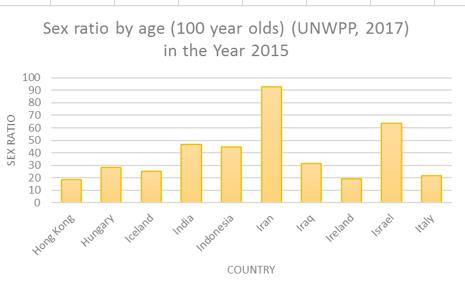 Sex ratio by age (100 year olds) (UNWPP, 2017)
in the Year 2015
100
90
80
70
60
50
40
30
20
10
0
SEX RATIO
Hong Kong
Hungary
Iceland
India
Indonesia
Iran
Iraq
Ireland
Israel
Italy
COUNTRY